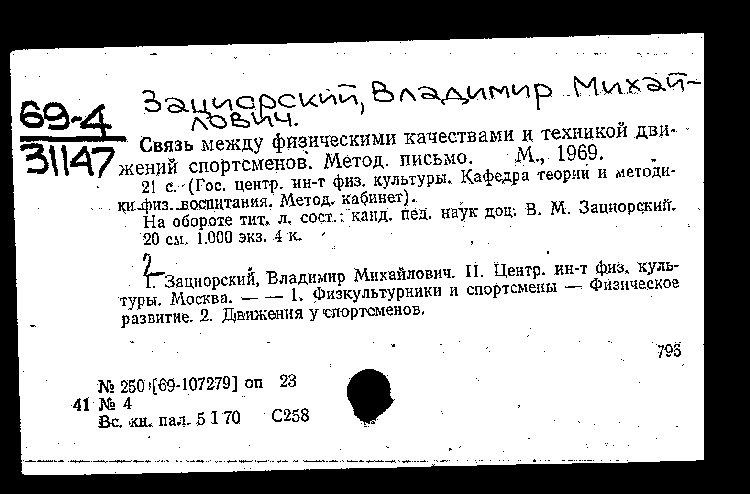 Зациорский, Владимир Михай-
лович.
69-4
31147
Связь между физическими качествами и техникой дви-
жений спортсменов. Метод. письмо. М., 1969.
21 с. (Гос. центр. ин-т физ. культуры. Кафедра теории и методи-
ки физ. воспитания. Метод. кабинет).
На обороте тит. л. сост.: канд. пед. наук доц. В. М. Зациорский.
20 см. 1.000 экз. 4 к.
2
I. Зациорский, Владимир Михайлович. II. Центр. ин-т физ. куль-
туры. Москва. — — 1. Физкультурники и спортсмены — Физическое
развитие. 2. Движения у спортсменов.
796
№ 250 [69-107279] оп 23
41 № 4
Вс. кн. пал. 5 I 70 С258